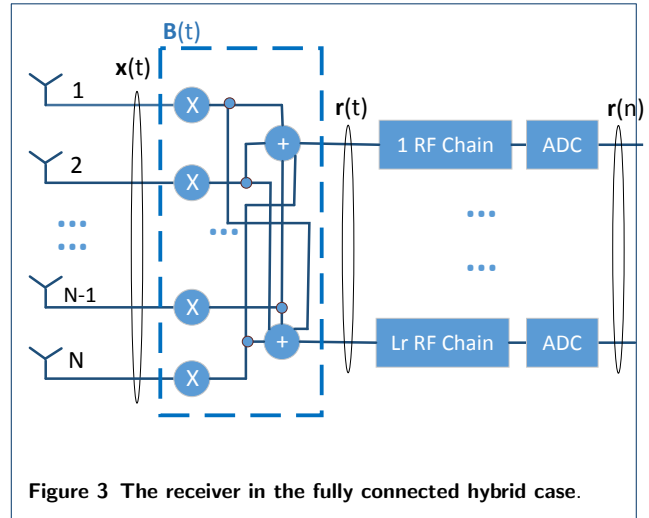 B(t)
x(t)
1
X
r(t)
r(n)
+
1 RF Chain
ADC
2
X
...
...
...
...
...
N-1
X
+
Lr RF Chain
ADC
N
X
Figure 3 The receiver in the fully connected hybrid case.